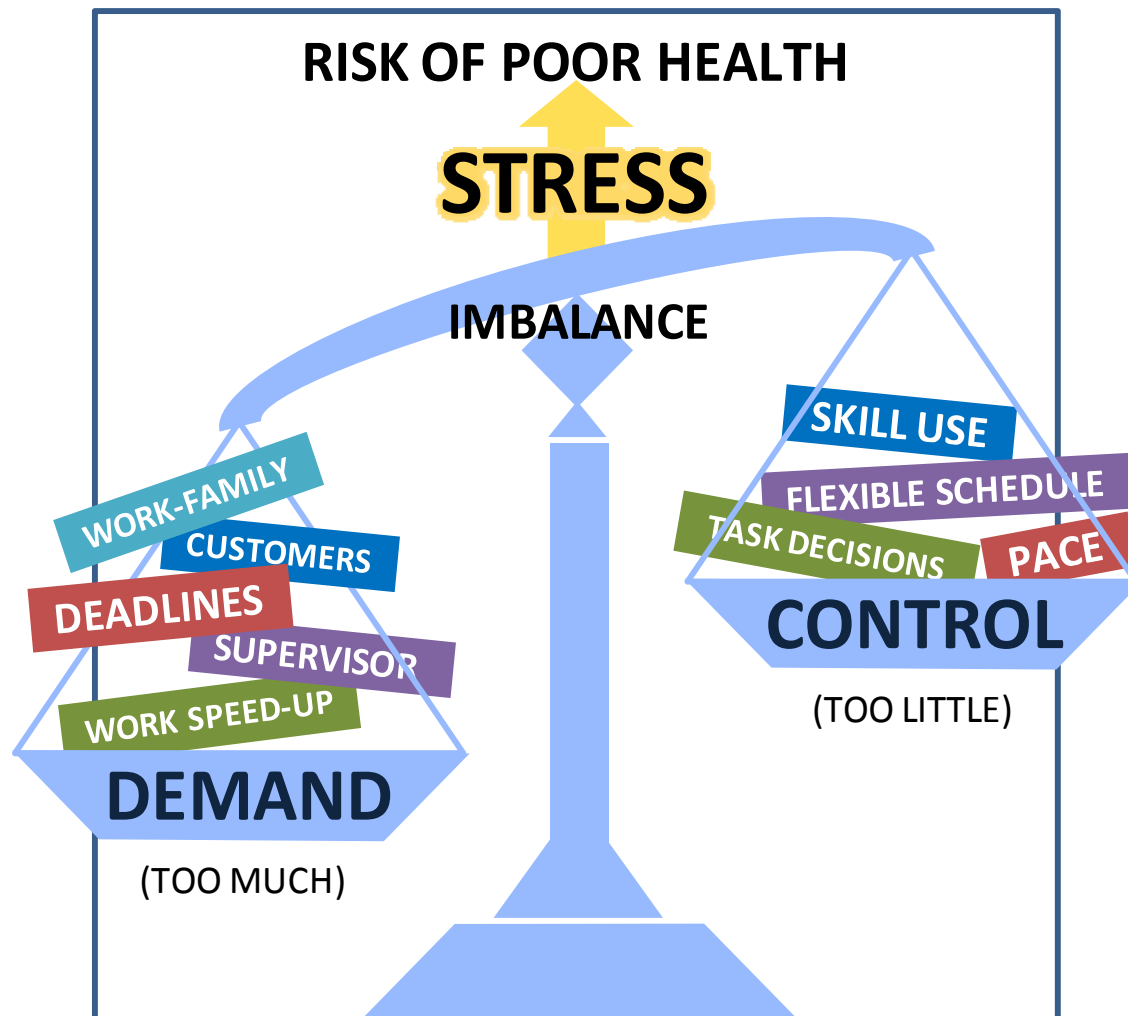 RISK OF POOR HEALTH
STRESS
IMBALANCE
WORK-FAMILY
CUSTOMERS
DEADLINES
SUPERVISOR
WORK SPEED-UP
DEMAND
(TOO MUCH)
SKILL USE
FLEXIBLE SCHEDULE
TASK DECISIONS
PACE
CONTROL
(TOO LITTLE)